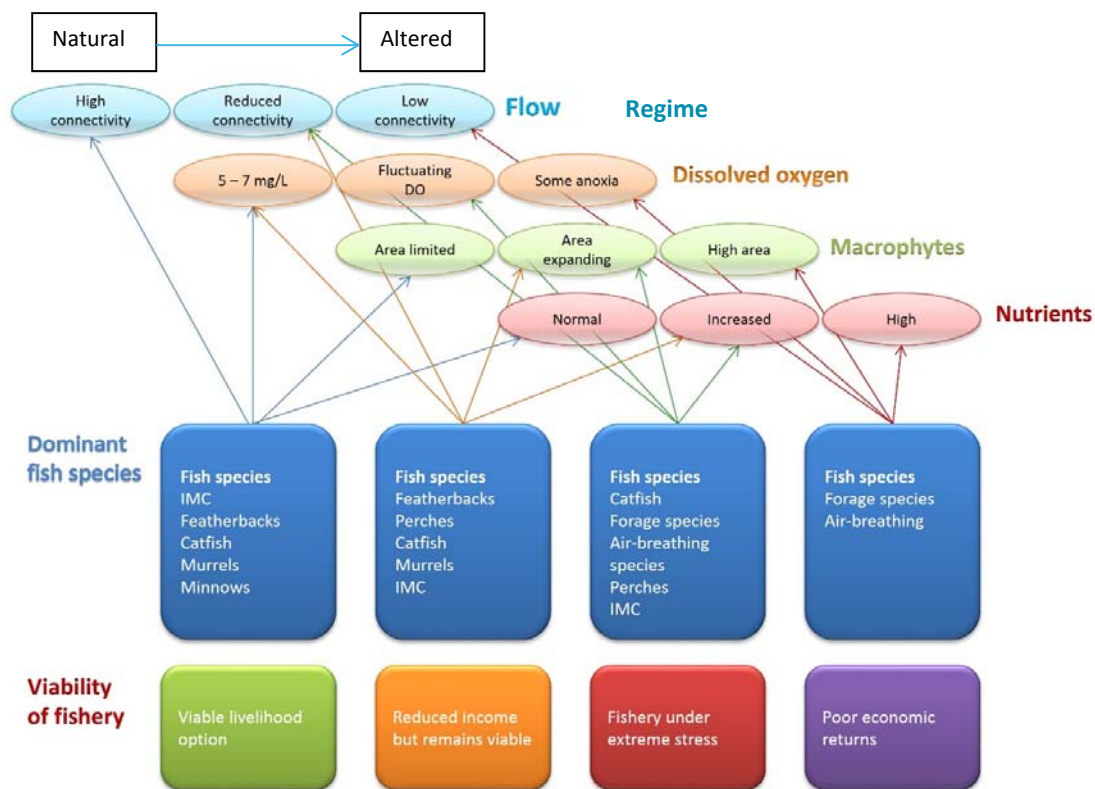 Natural
Altered
High
connectivity
Reduced
connectivity
Low
connectivity
Flow
Regime
5 – 7 mg/L
Fluctuating
DO
Some anoxia
Dissolved oxygen
Area limited
Area
expanding
High area
Macrophytes
Normal
Increased
High
Nutrients
Dominant
fish species
Fish species
IMC
Featherbacks
Catfish
Murrels
Minnows
Fish species
Featherbacks
Perches
Catfish
Murrels
IMC
Fish species
Catfish
Forage species
Air-breathing
species
Perches
IMC
Fish species
Forage species
Air-breathing
Viability
of fishery
Viable livelihood
option
Reduced income
but remains viable
Fishery under
extreme stress
Poor economic
returns